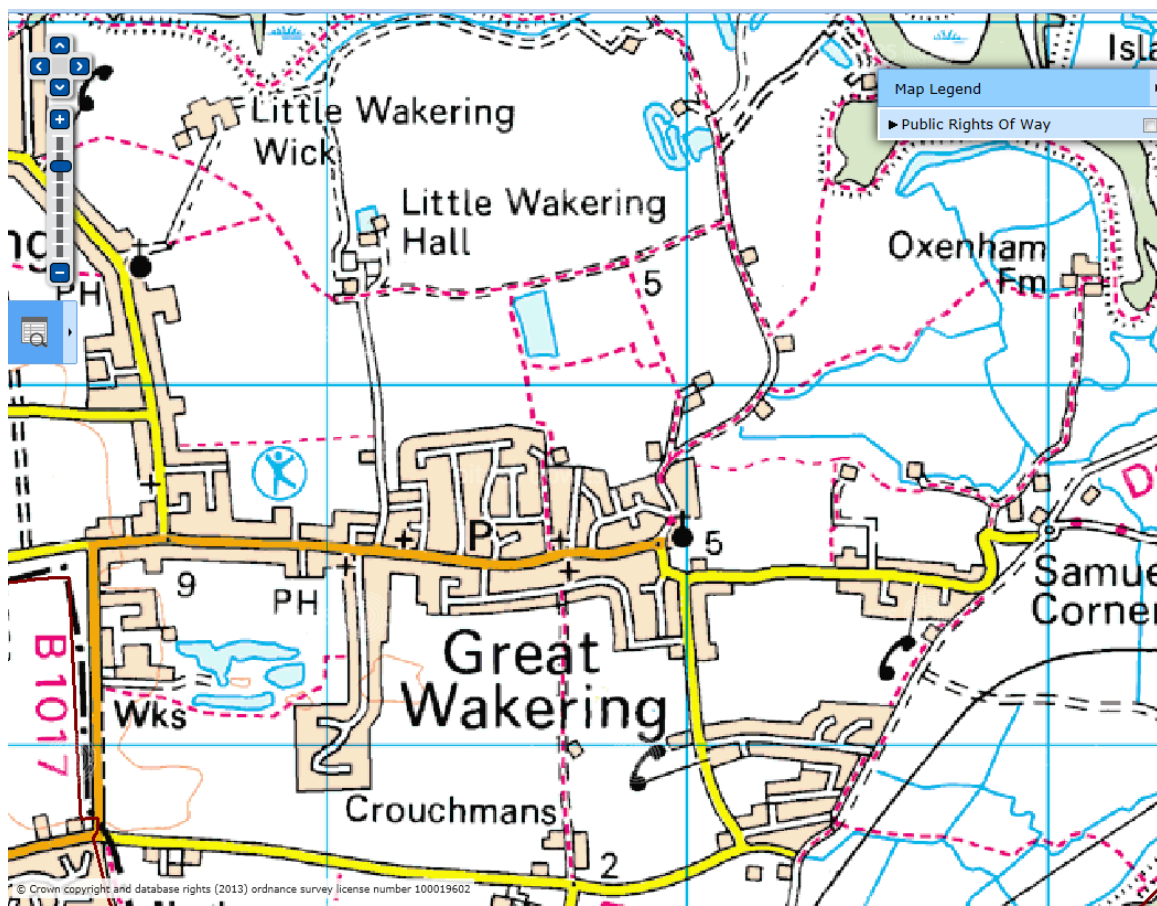 Isla
Map Legend
Public Rights Of Way
Little Wakering
Wick
Little Wakering
Hall
ng
PH
5
Oxenham
Fm
P
5
9
PH
Samue
Corner
Great
Wakering
B1017
Wks
Crouchmans
2
© Crown copyright and database rights (2013) ordnance survey license number 100019602